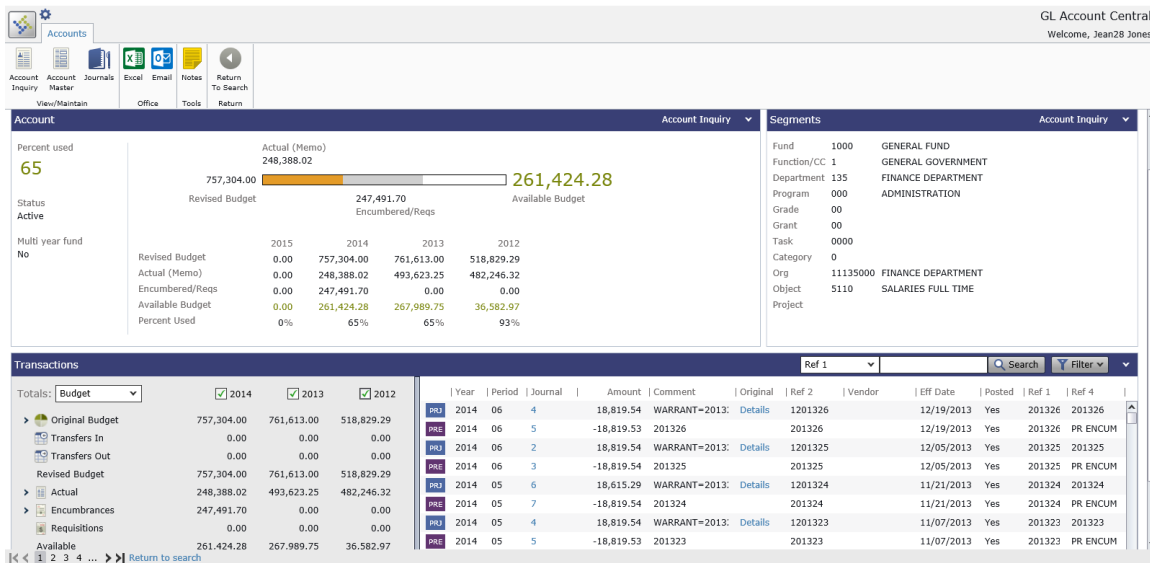 GL Account Central
Accounts
Welcome, Jean28 Jones
Account Inquiry Account Master Journals Excel Email Notes Return To Search
View/Maintain Office Tools Return
Account Account Inquiry
Percent used
65
Status
Active
Multi year fund
No
Actual (Memo)
248,388.02
757,304.00 261,424.28
Revised Budget 247,491.70 Available Budget
Encumbered/Reqs
2015 2014 2013 2012
Revised Budget 0.00 757,304.00 761,613.00 518,829.29
Actual (Memo) 0.00 248,388.02 493,623.25 482,246.32
Encumbered/Reqs 0.00 247,491.70 0.00 0.00
Available Budget 0.00 261,424.28 267,989.75 36,582.97
Percent Used 0% 65% 65% 93%
Segments Account Inquiry
Fund 1000 GENERAL FUND
Function/CC 1 GENERAL GOVERNMENT
Department 135 FINANCE DEPARTMENT
Program 000 ADMINISTRATION
Grade 00
Grant 00
Task 0000
Category 0
Org 11135000 FINANCE DEPARTMENT
Object 5110 SALARIES FULL TIME
Project
Transactions Ref 1 Search Filter
Totals: Budget 2014 2013 2012
Original Budget 757,304.00 761,613.00 518,829.29
Transfers In 0.00 0.00 0.00
Transfers Out 0.00 0.00 0.00
Revised Budget 757,304.00 761,613.00 518,829.29
Actual 248,388.02 493,623.25 482,246.32
Encumbrances 247,491.70 0.00 0.00
Requisitions 0.00 0.00 0.00
Available 261,424.28 267,989.75 36,582.97
| Year | Period | Journal | Amount | Comment | Original | Ref 2 | Vendor | Eff Date | Posted | Ref 1 | Ref 4 |
PRJ 2014 06 4 18,819.54 WARRANT=2013 Details 1201326 12/19/2013 Yes 201326 201326
PRE 2014 06 5 -18,819.53 201326 201326 12/19/2013 Yes 201326 PR ENCUM
PRJ 2014 06 2 18,819.54 WARRANT=2013 Details 1201325 12/05/2013 Yes 201325 201325
PRE 2014 06 3 -18,819.54 201325 201325 12/05/2013 Yes 201325 PR ENCUM
PRJ 2014 05 6 18,615.29 WARRANT=2013 Details 1201324 11/21/2013 Yes 201324 201324
PRE 2014 05 7 -18,819.54 201324 201324 11/21/2013 Yes 201324 PR ENCUM
PRJ 2014 05 4 18,819.54 WARRANT=2013 Details 1201323 11/07/2013 Yes 201323 201323
PRE 2014 05 5 -18,819.53 201323 201323 11/07/2013 Yes 201323 PR ENCUM
1 2 3 4 ... Return to search